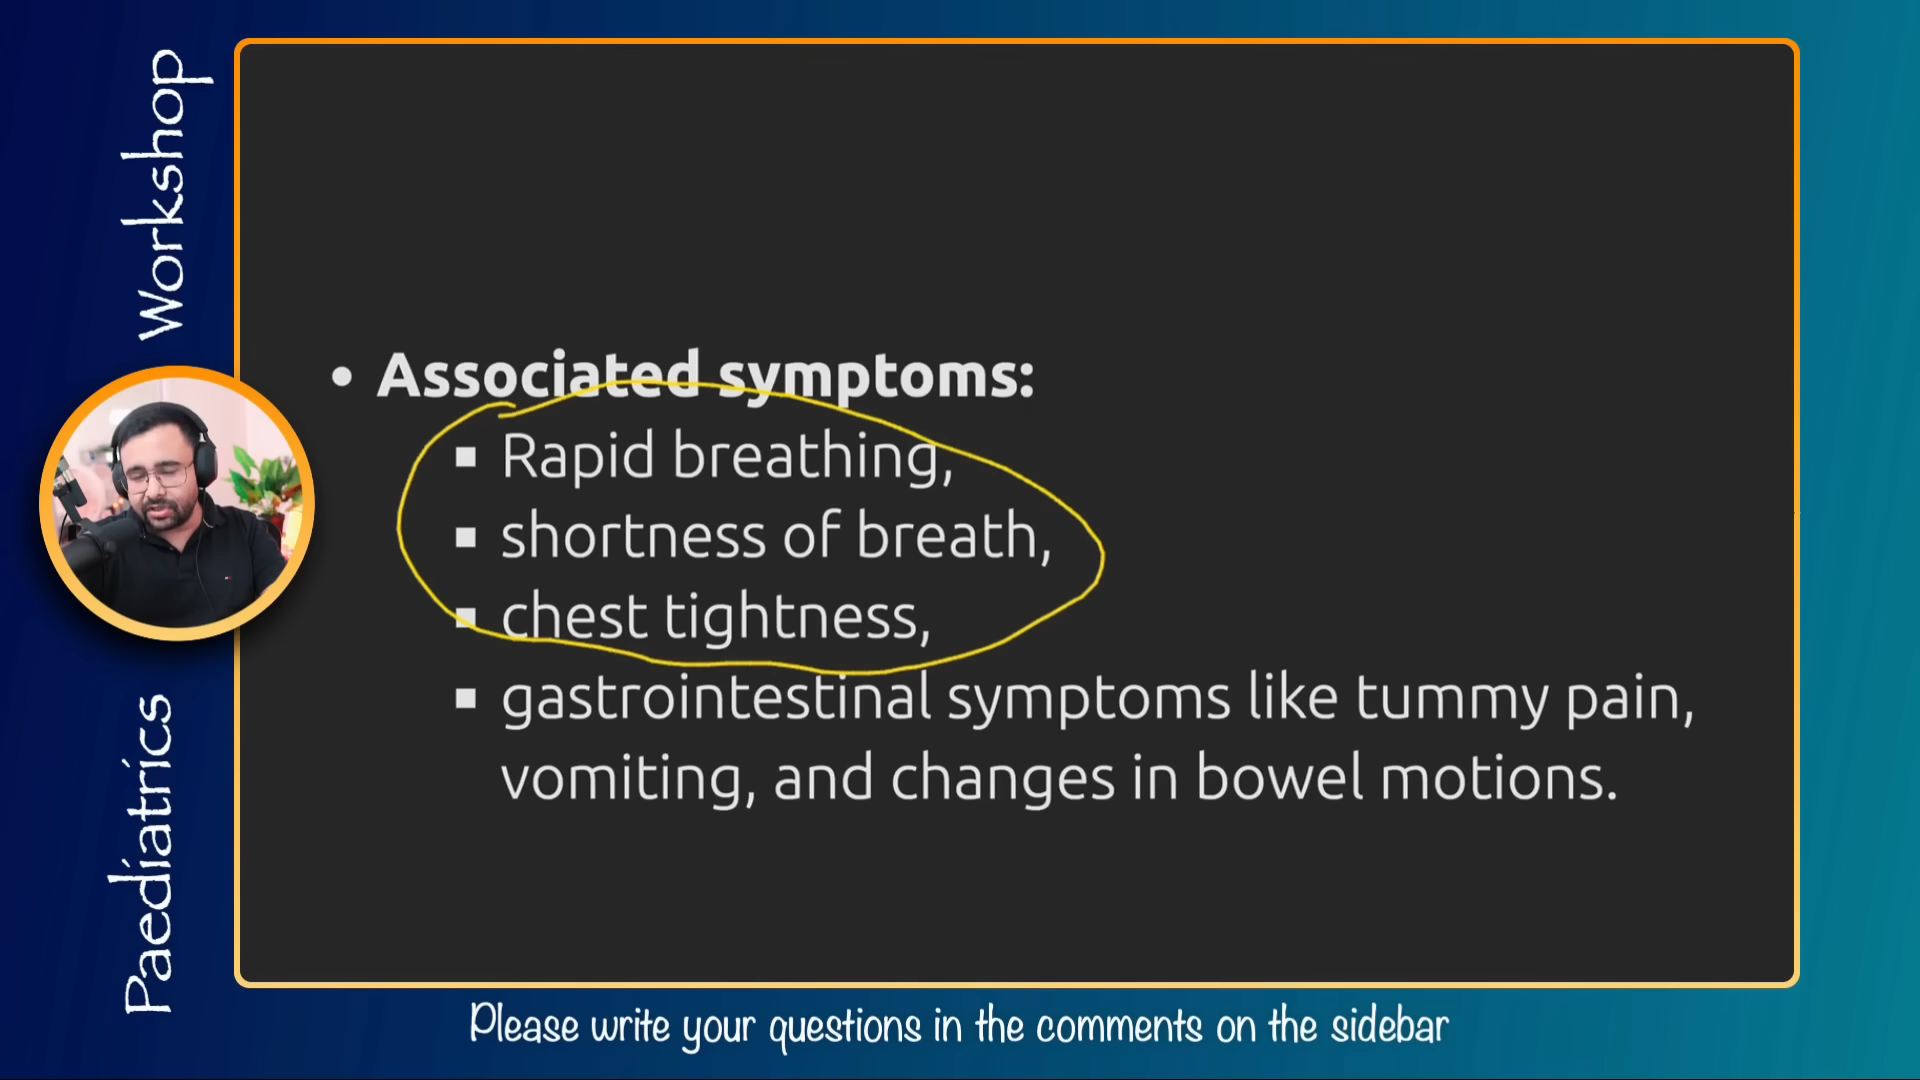 Paediatrics Workshop
• Associated symptoms:
▪ Rapid breathing,
▪ shortness of breath,
▪ chest tightness,
▪ gastrointestinal symptoms like tummy pain,
vomiting, and changes in bowel motions.
Please write your questions in the comments on the sidebar